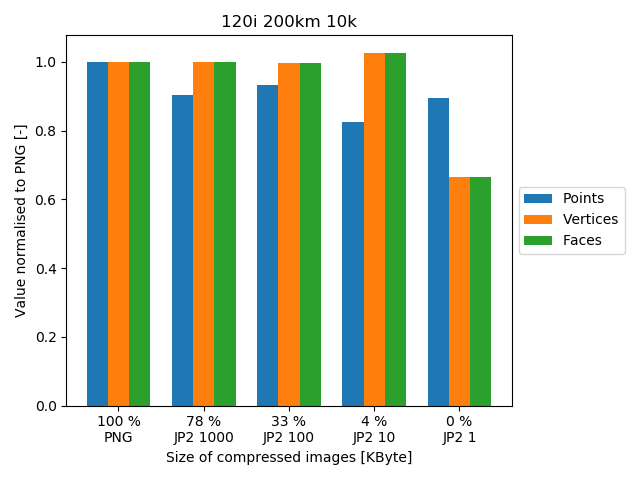 120i 200km 10k
Value normalised to PNG [-]
1.0
0.8
0.6
0.4
0.2
0.0
Points
Vertices
Faces
100 %
PNG
78 %
JP2 1000
33 %
JP2 100
4 %
JP2 10
0 %
JP2 1
Size of compressed images [KByte]